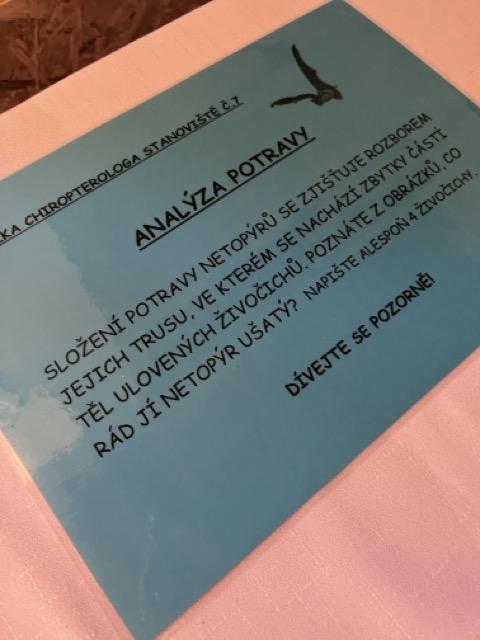 KA CHIROPTEROLOGA STANOVIŠTĚ Č.7
ANALÝZA POTRAVY
SLOŽENÍ POTRAVY NETOPÝRŮ SE ZJIŠŤUJE ROZBOREM
JEJICH TRUSU, VE KTERÉM SE NACHÁZÍ ZBYTKY ČÁSTÍ
TĚL ULOVENÝCH ŽIVOČICHŮ. POZNÁTE Z OBRÁZKŮ, CO
RÁD JÍ NETOPÝR UŠATÝ? NAPIŠTE ALESPOŇ 4 ŽIVOČICHY.
DÍVEJTE SE POZORNĚ!